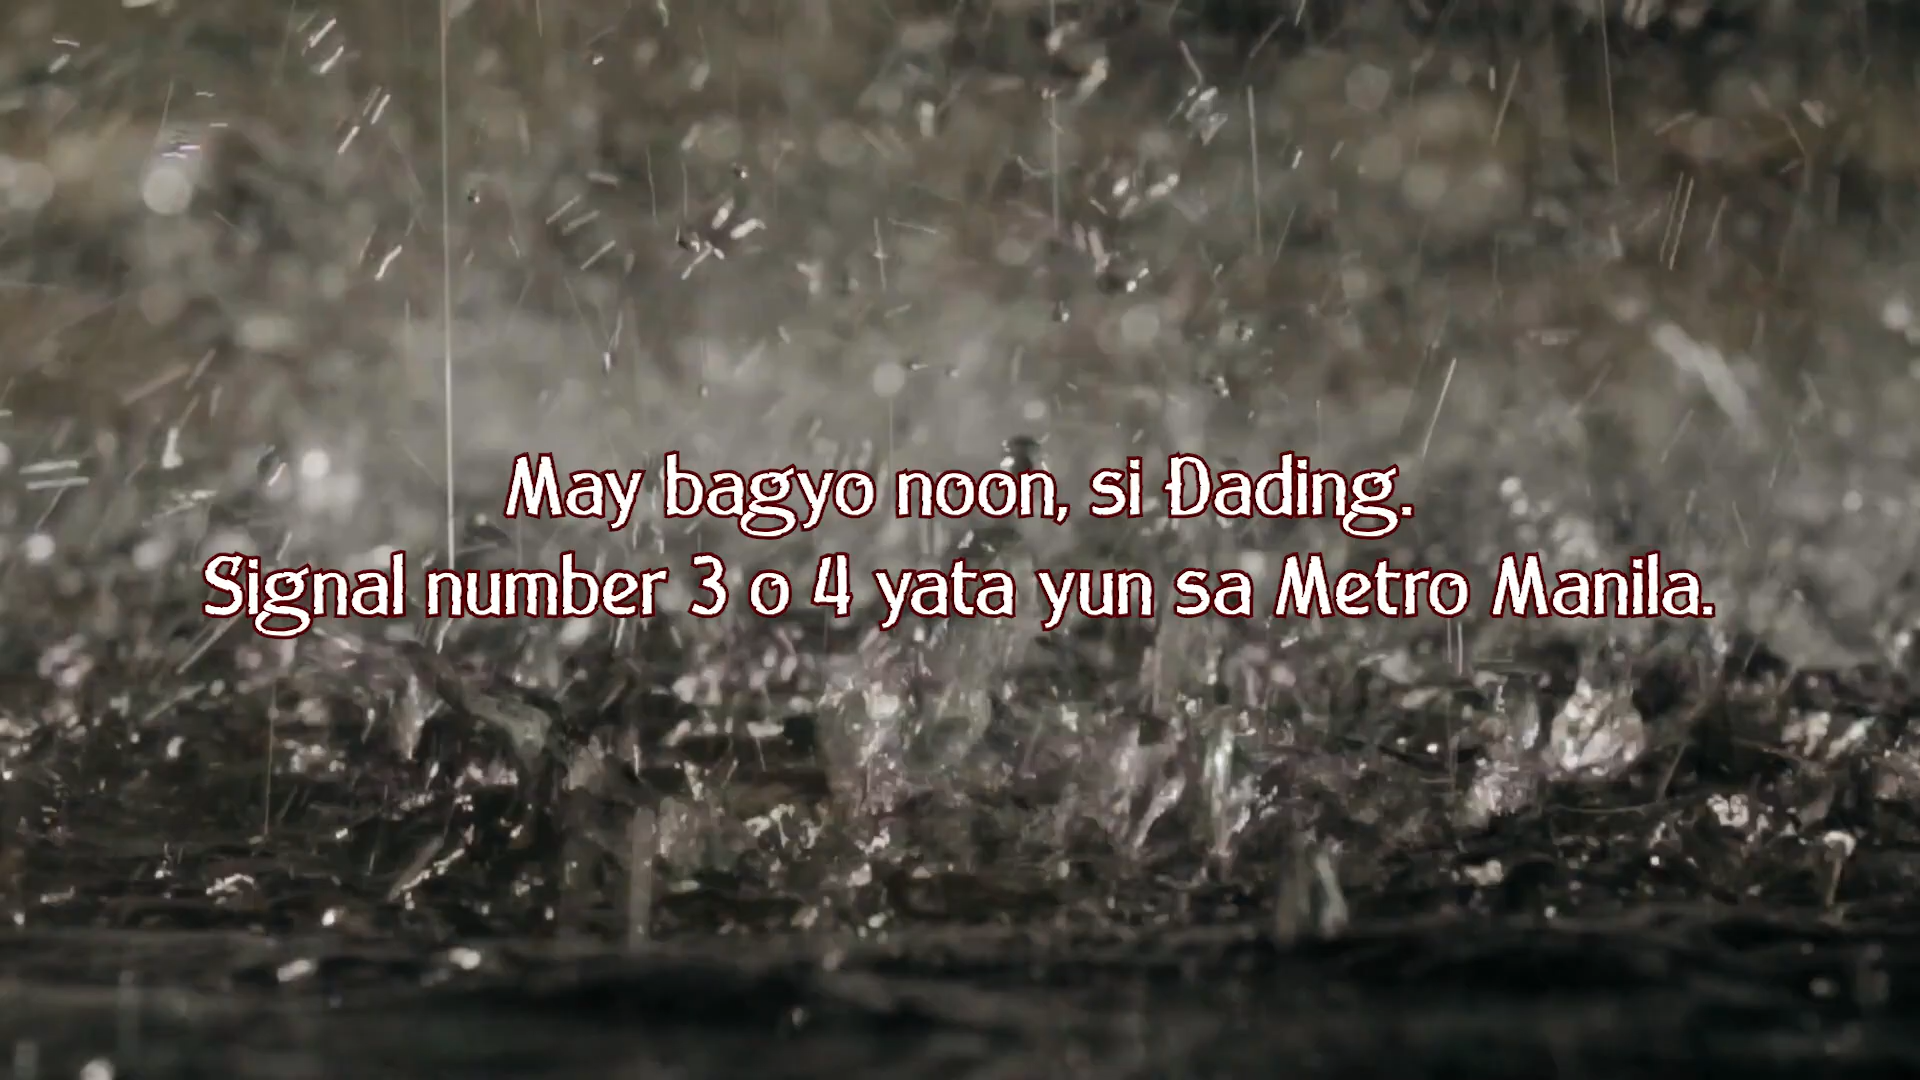 May bagyo noon, si Dading.
Signal number 3 o 4 yata yun sa Metro Manila.